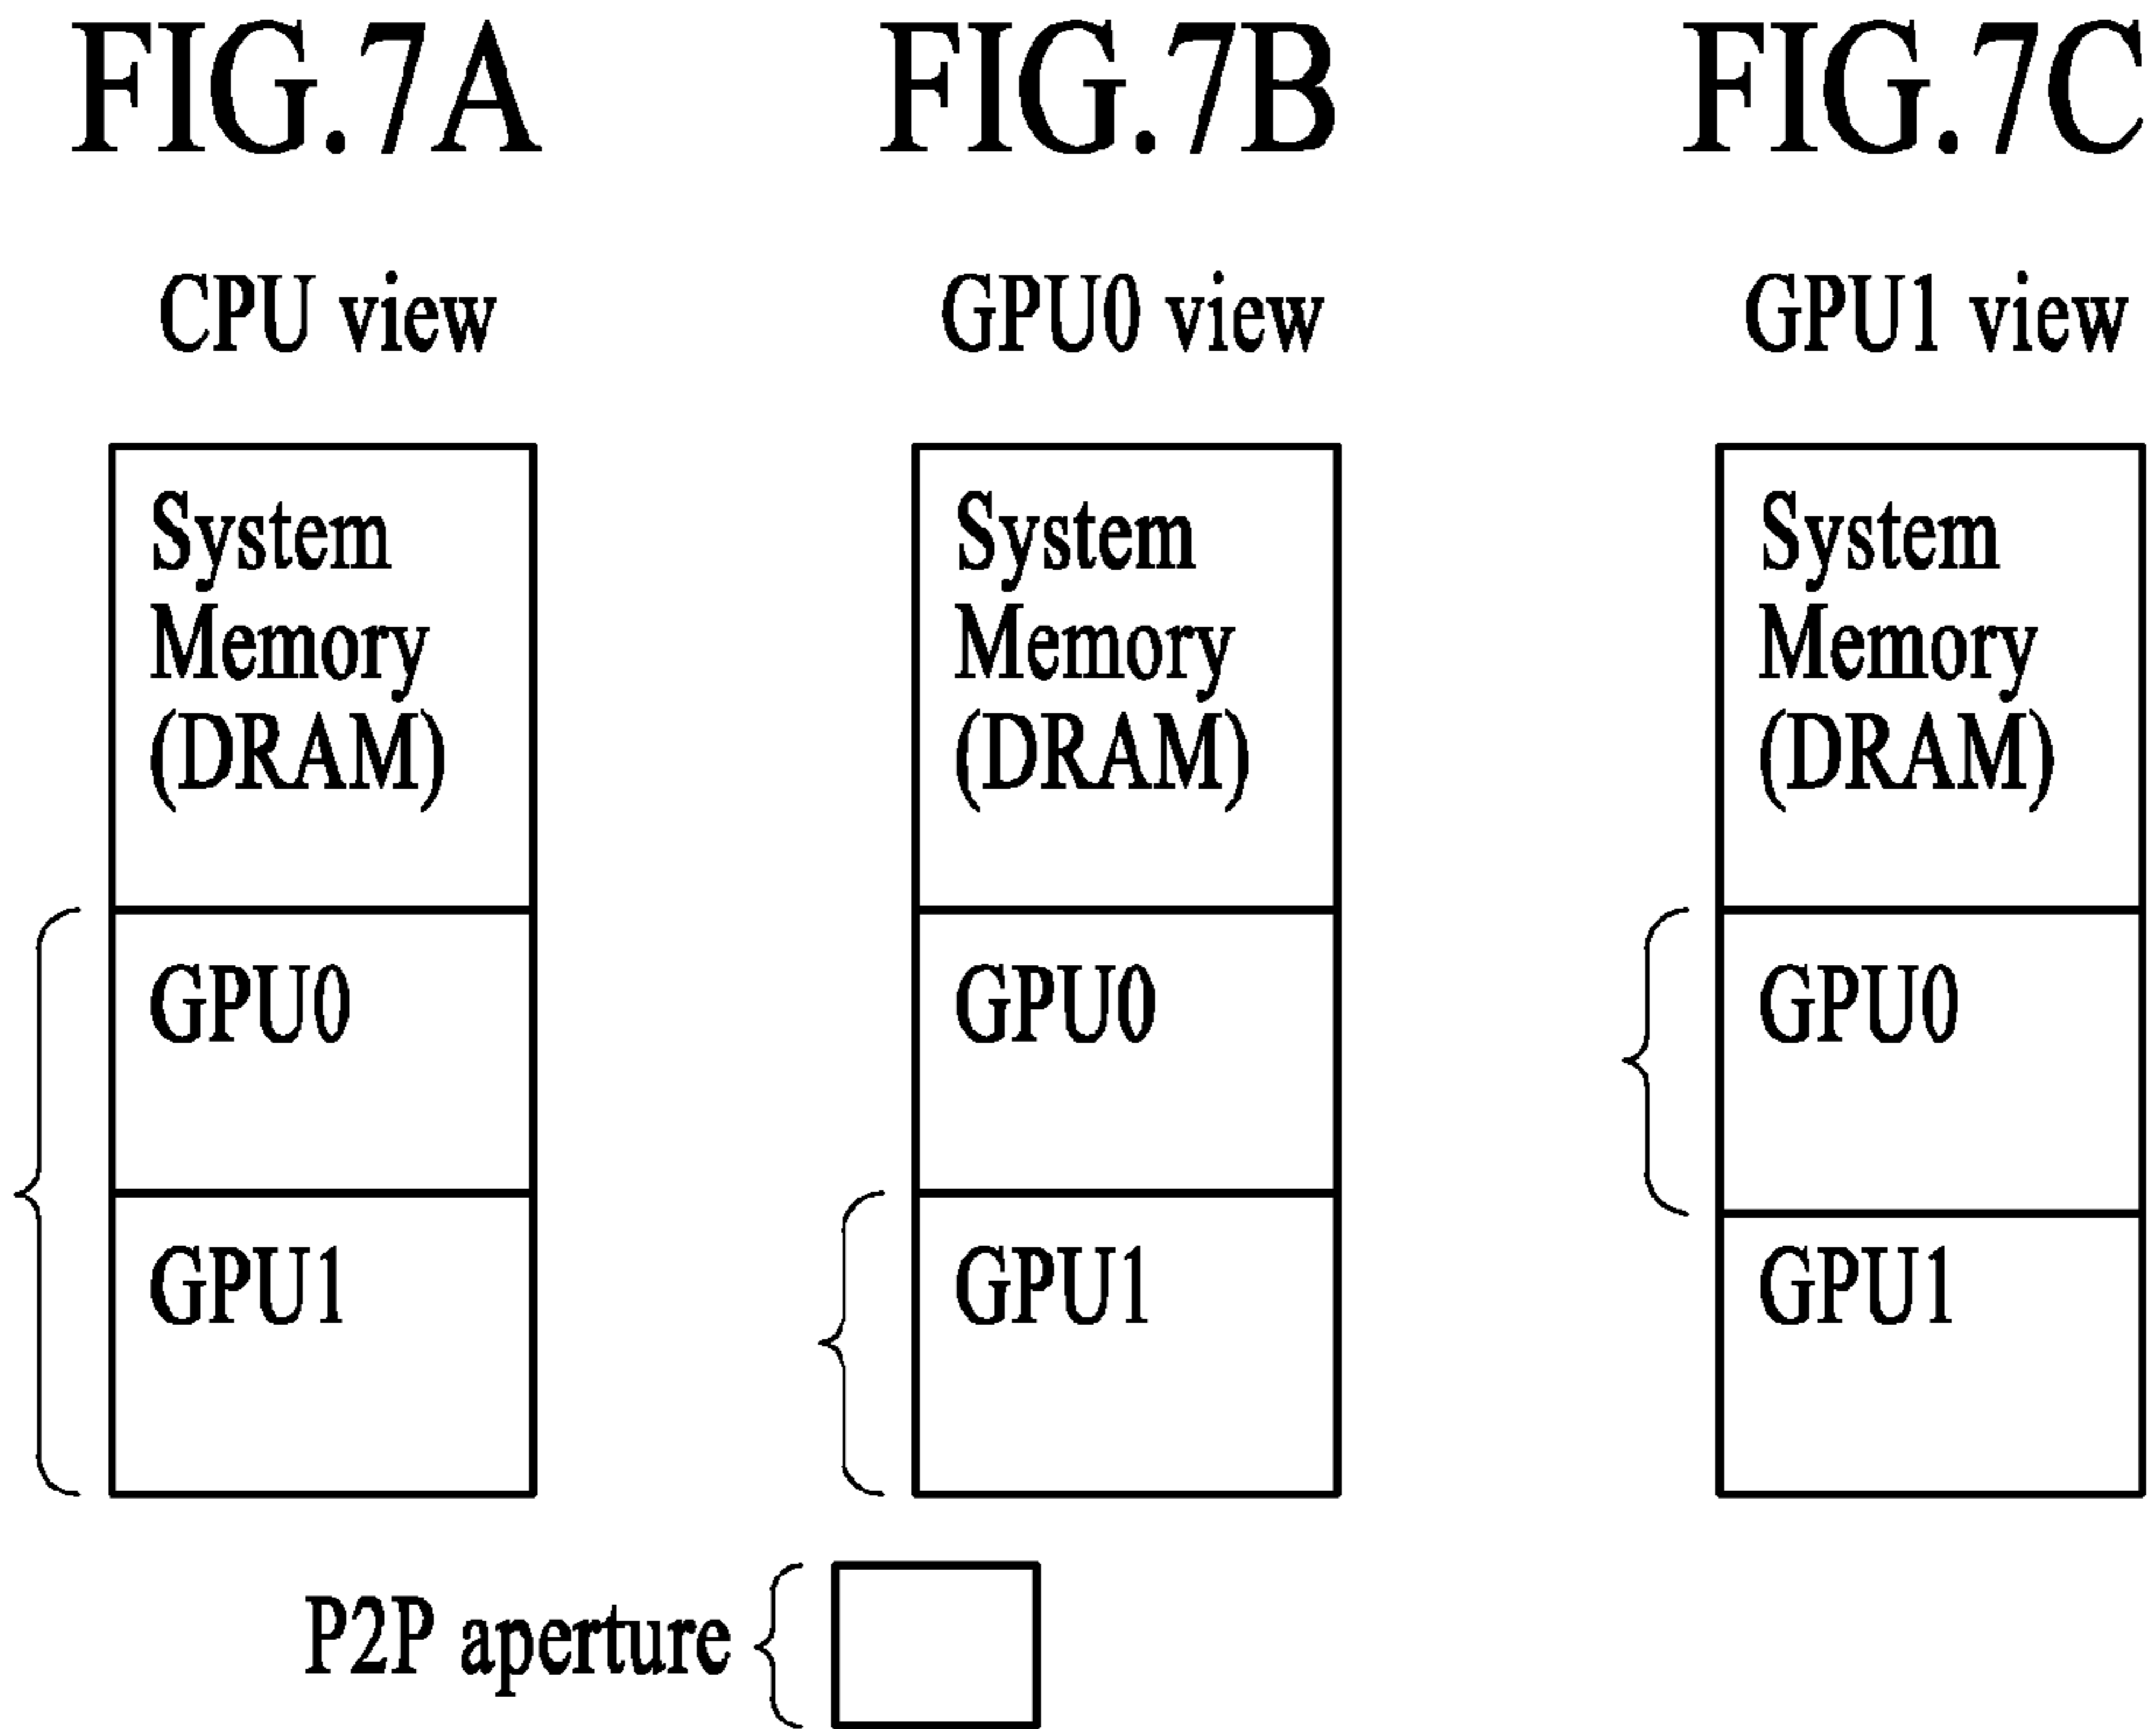 FIG.7A
FIG.7B
FIG.7C
CPU view
GPU0 view
GPU1 view
System
Memory
(DRAM)
GPU0
GPU1
System
Memory
(DRAM)
GPU0
GPU1
System
Memory
(DRAM)
GPU0
GPU1
P2P aperture